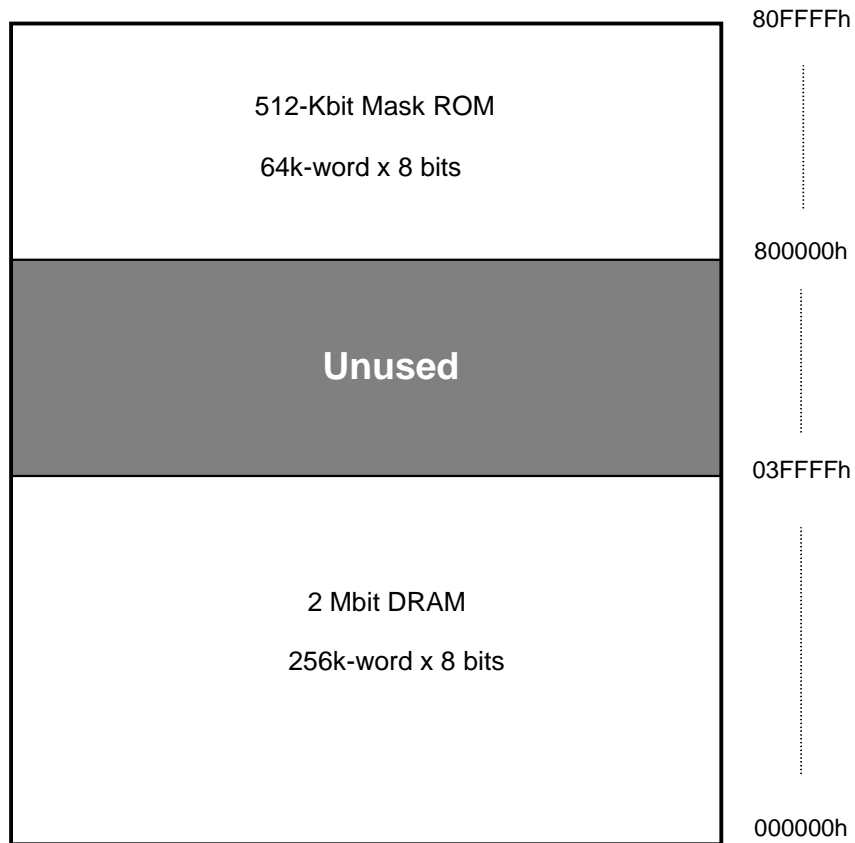 80FFFFh
512-Kbit Mask ROM
64k-word x 8 bits
800000h
Unused
03FFFFh
2 Mbit DRAM
256k-word x 8 bits
000000h